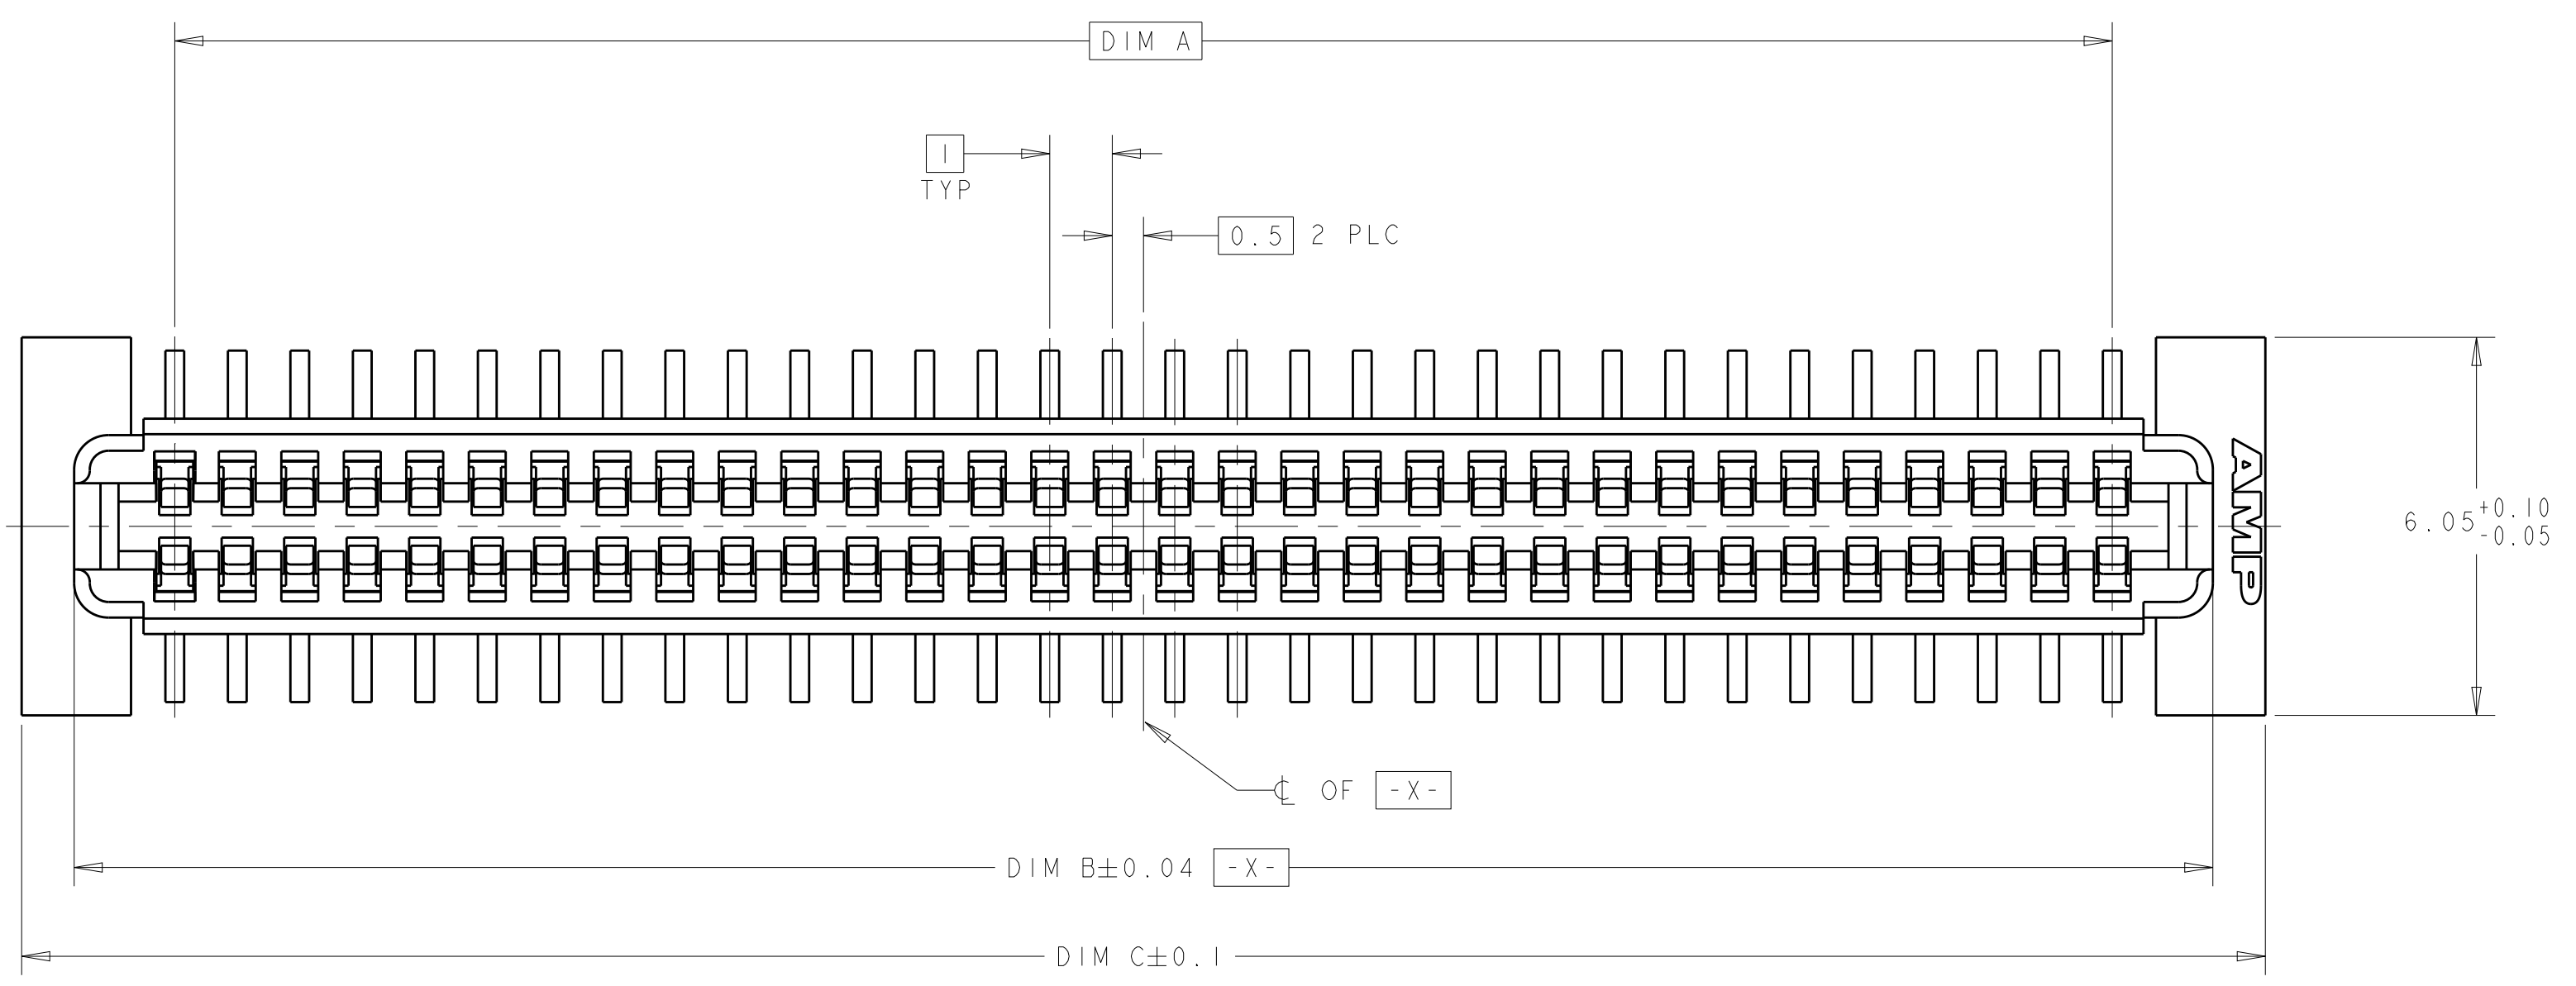 DIM A
1
TYP
0.5 2 PLC
AMP
6.05 +0.10
-0.05
℄ OF -X-
DIM B±0.04 -X-
DIM C±0.1